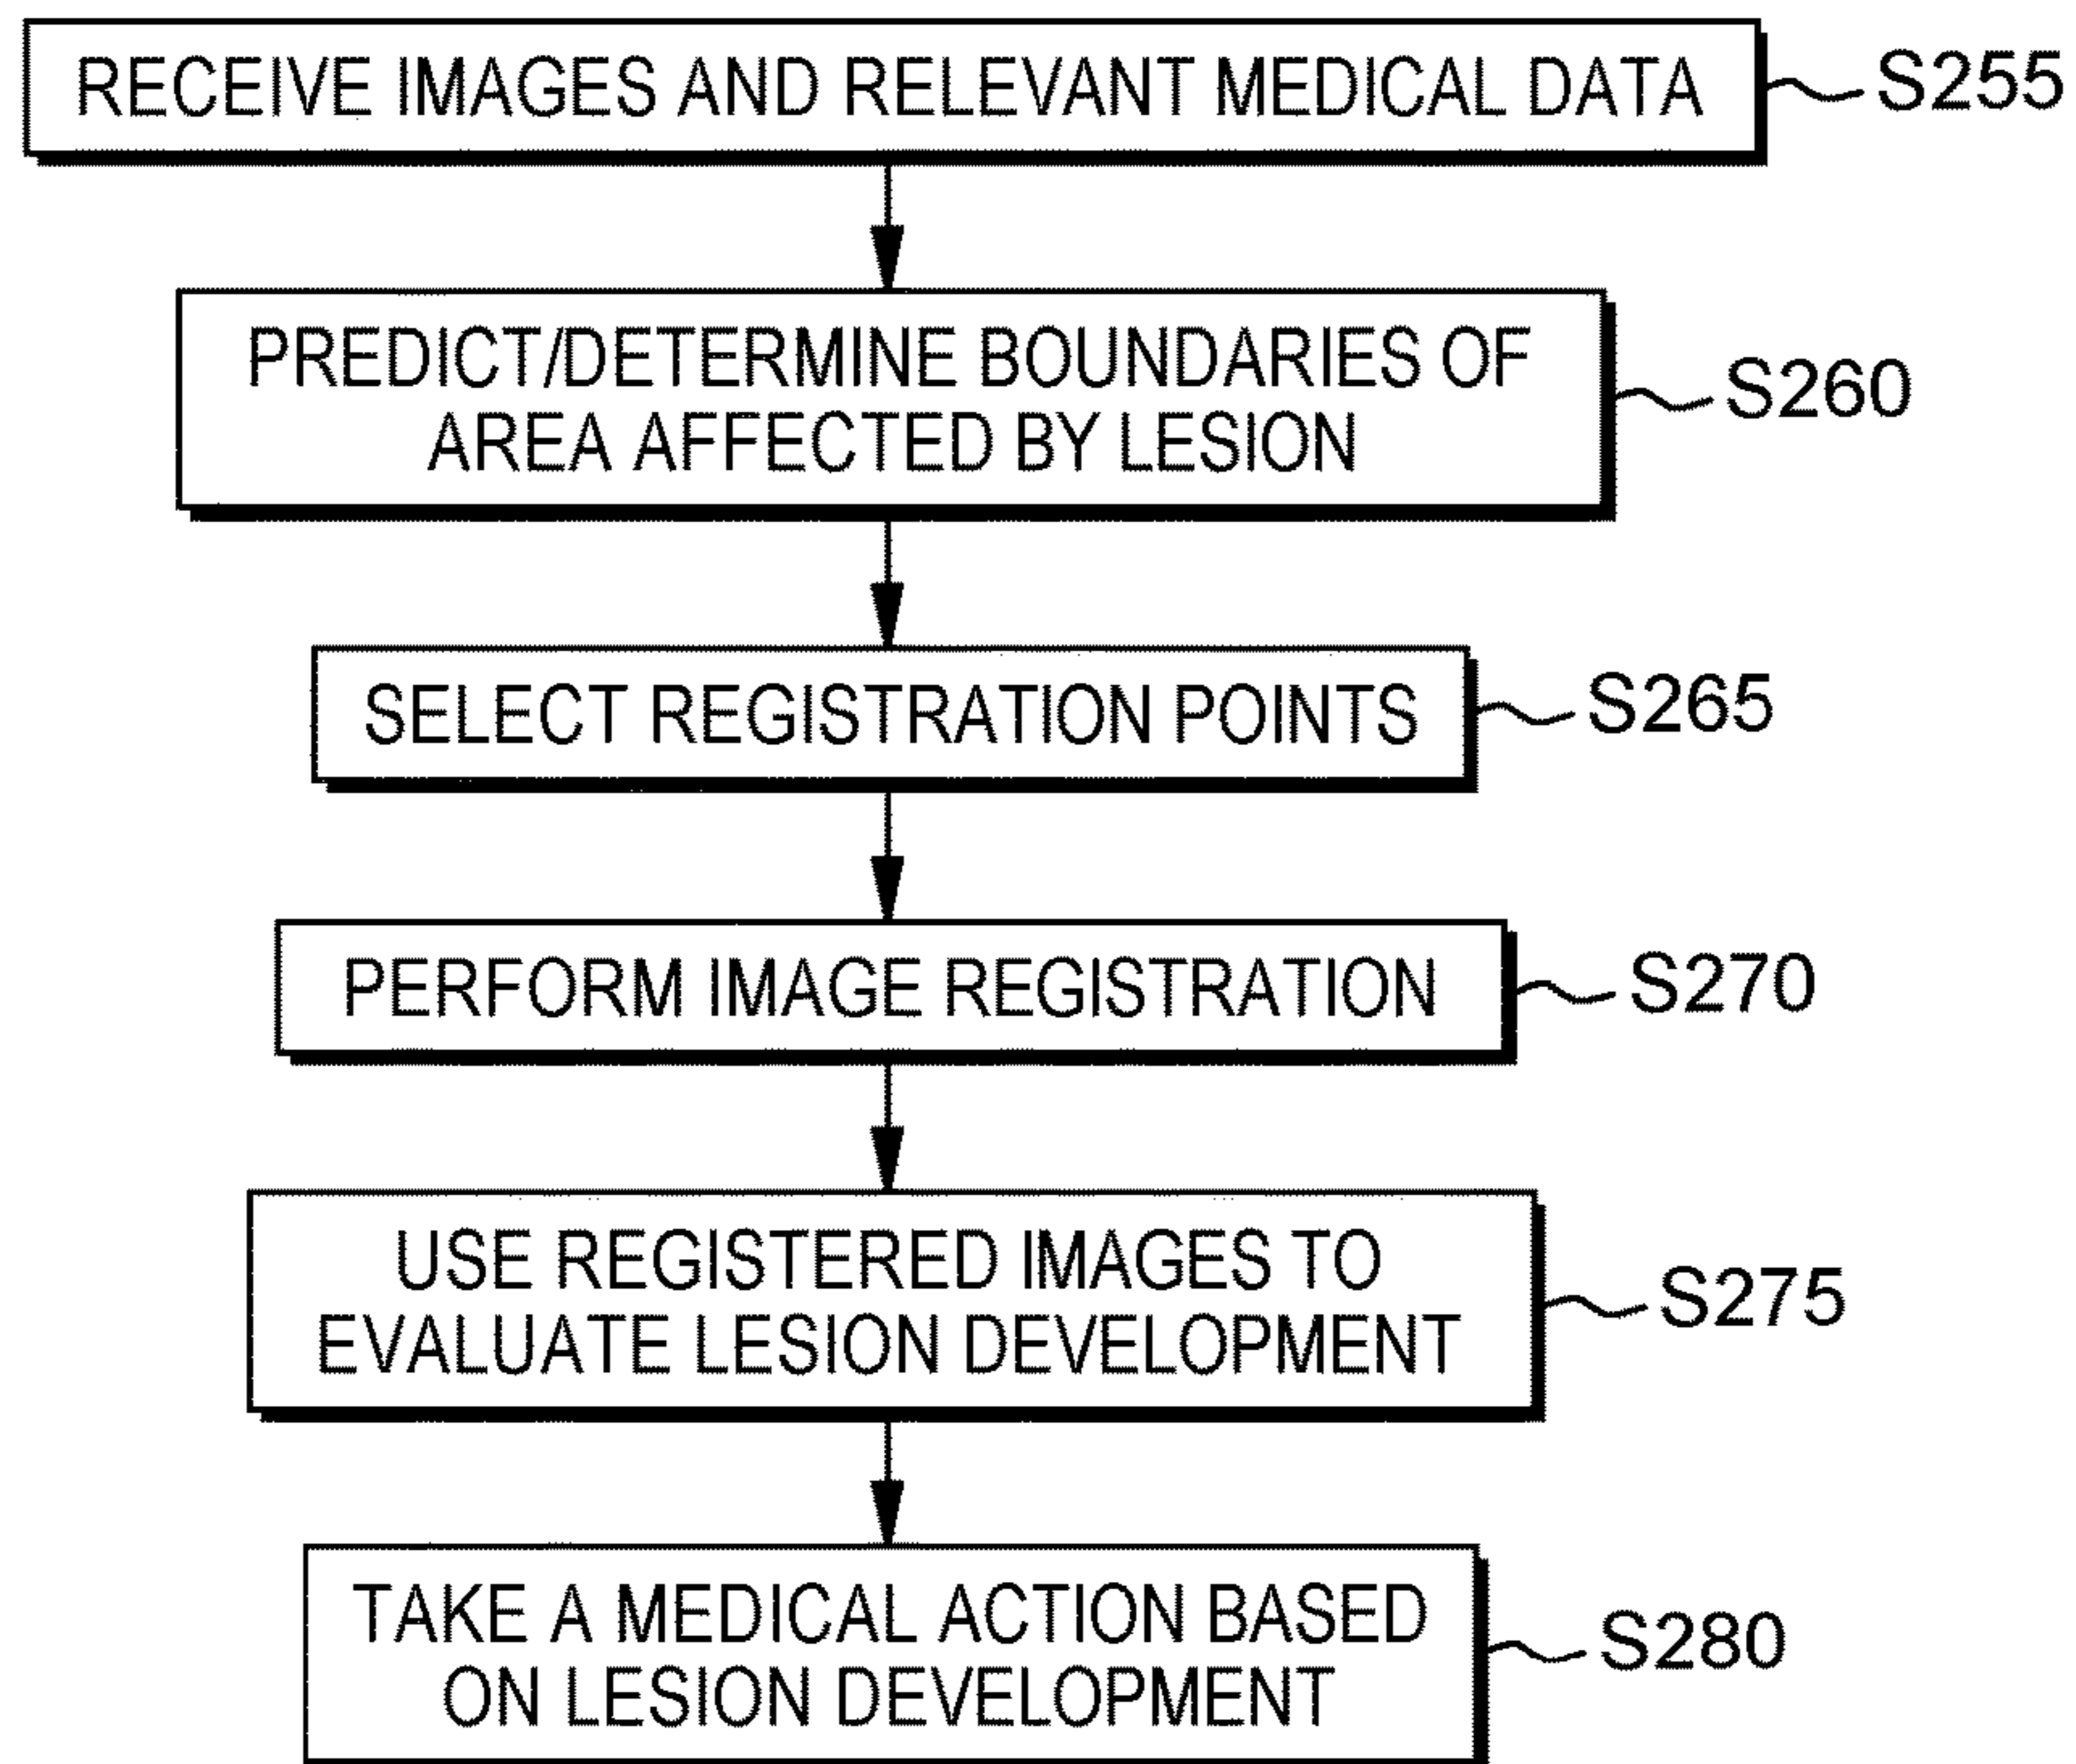 RECEIVE IMAGES AND RELEVANT MEDICAL DATA
S255
PREDICT/DETERMINE BOUNDARIES OF
AREA AFFECTED BY LESION
S260
SELECT REGISTRATION POINTS
S265
PERFORM IMAGE REGISTRATION
S270
USE REGISTERED IMAGES TO
EVALUATE LESION DEVELOPMENT
S275
TAKE A MEDICAL ACTION BASED
ON LESION DEVELOPMENT
S280